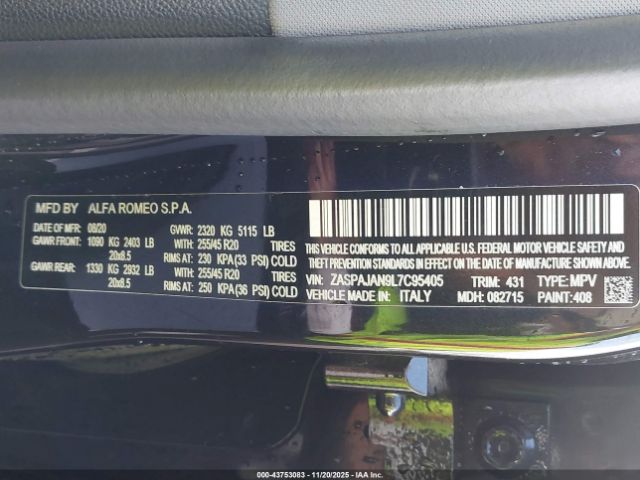 MFD BY ALFA ROMEO S.P.A.
DATE OF MFR: 08/20 GVWR: 2320 KG 5115 LB
GAWR FRONT: 1090 KG 2403 LB WITH: 255/45 R20 TIRES
20x8.5 RIMS AT: 230 KPA (33 PSI) COLD
GAWR REAR: 1330 KG 2932 LB WITH: 255/45 R20 TIRES
20x8.5 RIMS AT: 250 KPA (36 PSI) COLD
THIS VEHICLE CONFORMS TO ALL APPLICABLE U.S. FEDERAL MOTOR VEHICLE SAFETY AND
THEFT PREVENTION STANDARDS IN EFFECT ON THE DATE OF MANUFACTURE SHOWN ABOVE.
VIN: ZASPAJAN9L7C95405 TRIM: 431 TYPE: MPV
VEHICLE MADE IN: ITALY MDH: 082715 PAINT: 408
000-43753083 — 11/20/2025 — © IAA Inc.